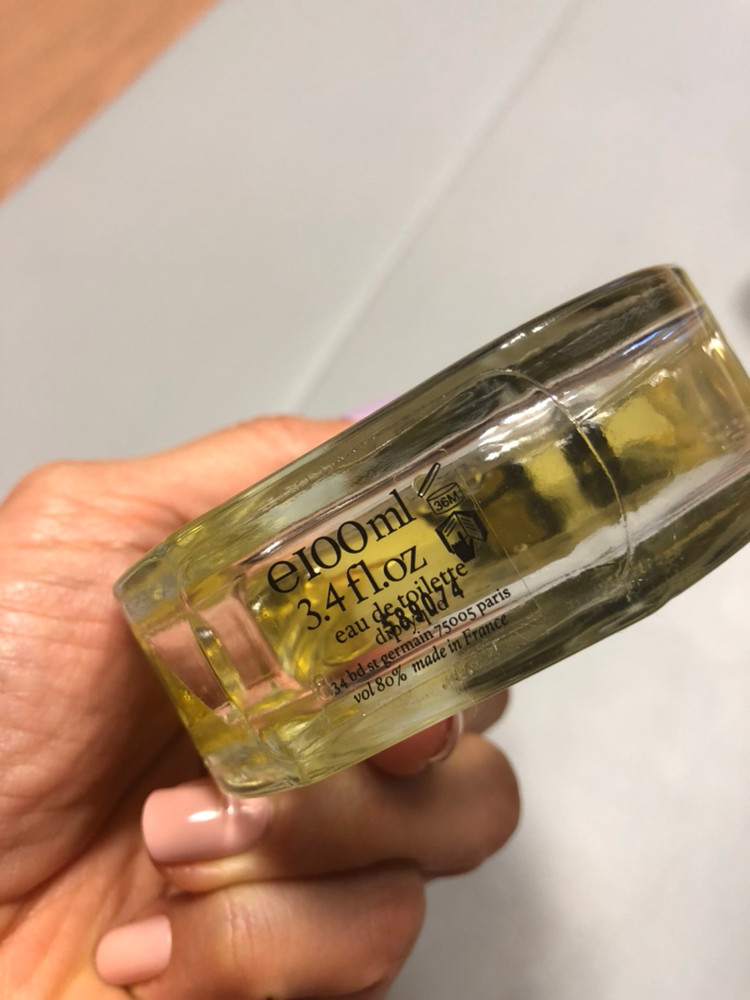 e100ml
3.4 fl.oz
36M
eau de toilette
diptyque
34 bd st germain 75005 paris
vol 80% made in France